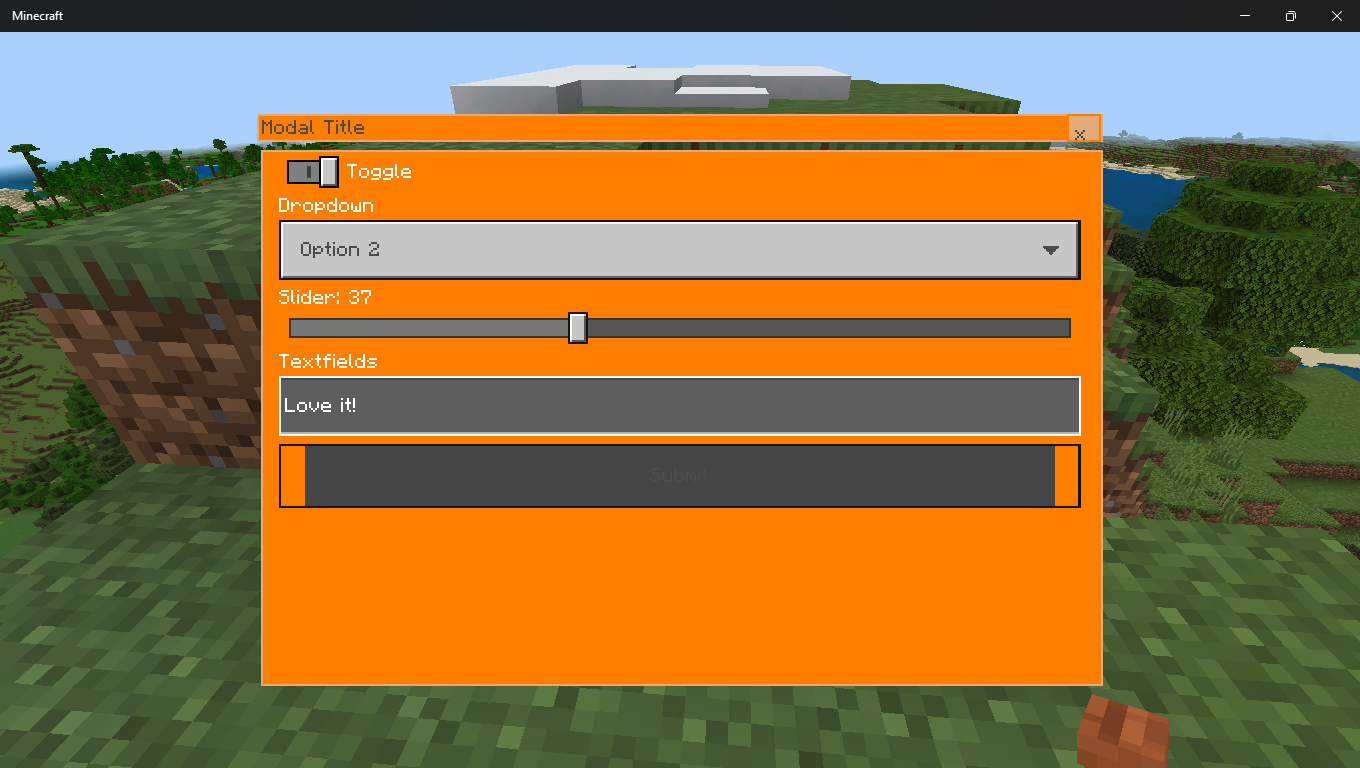 Minecraft
Modal Title
Toggle
Dropdown
Option 2
Slider: 37
Textfields
Love it!
Submit